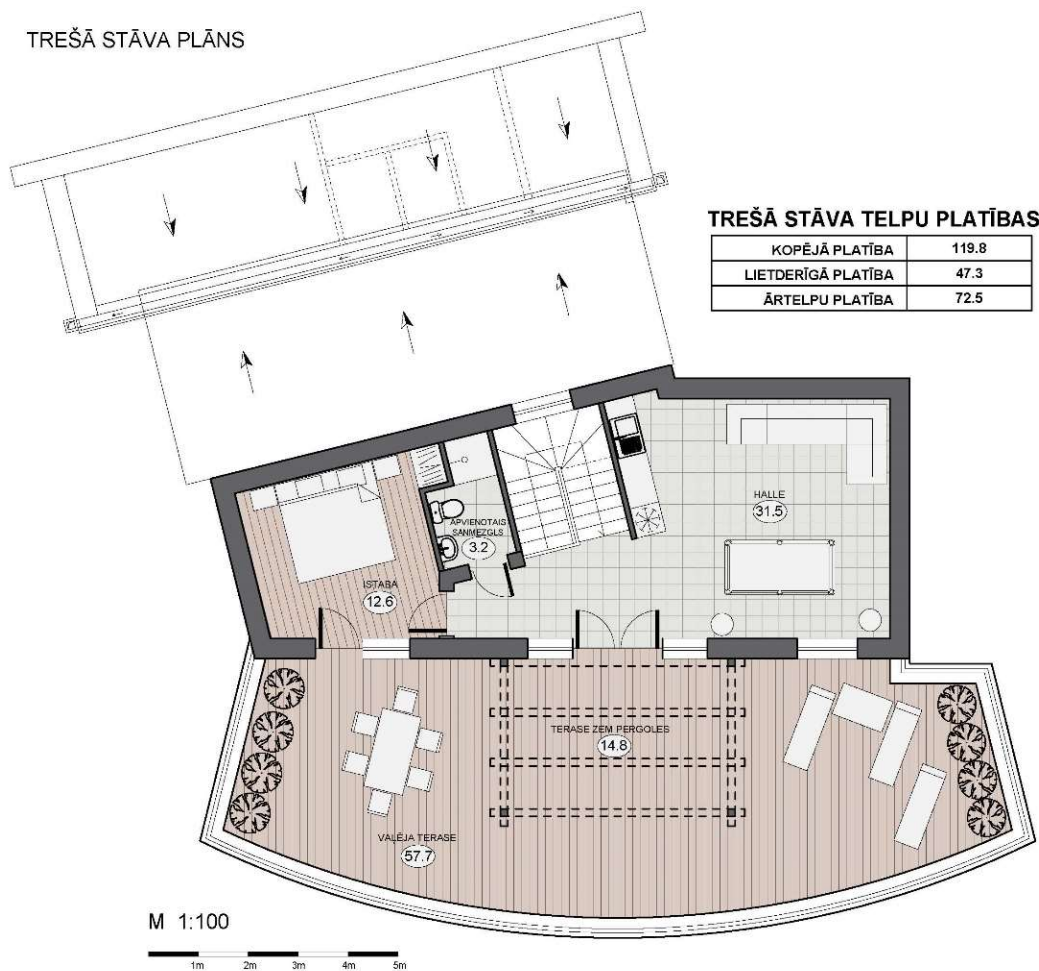 TREŠĀ STĀVA PLĀNS
TREŠĀ STĀVA TELPU PLATĪBAS
KOPĒJĀ PLATĪBA 119.8
LIETDERĪGĀ PLATĪBA 47.3
ĀRTELPU PLATĪBA 72.5
HALLE
31.5
APVIENOTAIS
SANMEZGLS
3.2
ISTABA
12.6
TERASE ZEM PERGOLES
14.8
VAĻĒJA TERASE
57.7
M 1:100
1m 2m 3m 4m 5m